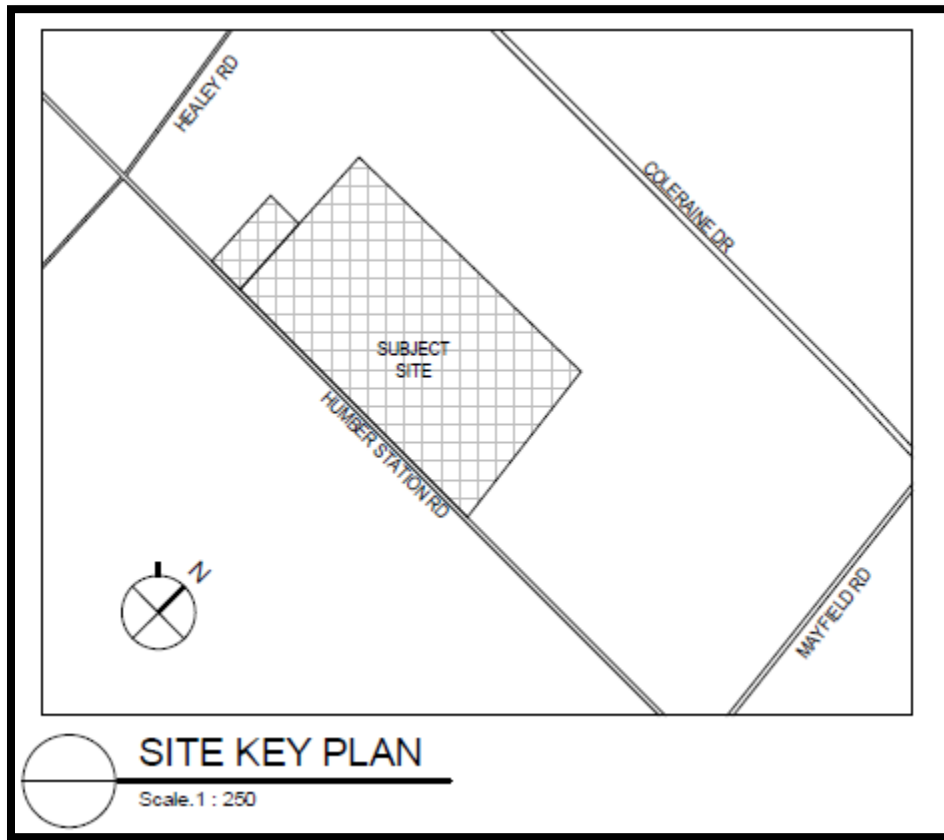 HEALEY RD
COLERAINE DR
SUBJECT
SITE
HUMBER STATION RD
N
MAYFIELD RD
SITE KEY PLAN
Scale.1 : 250